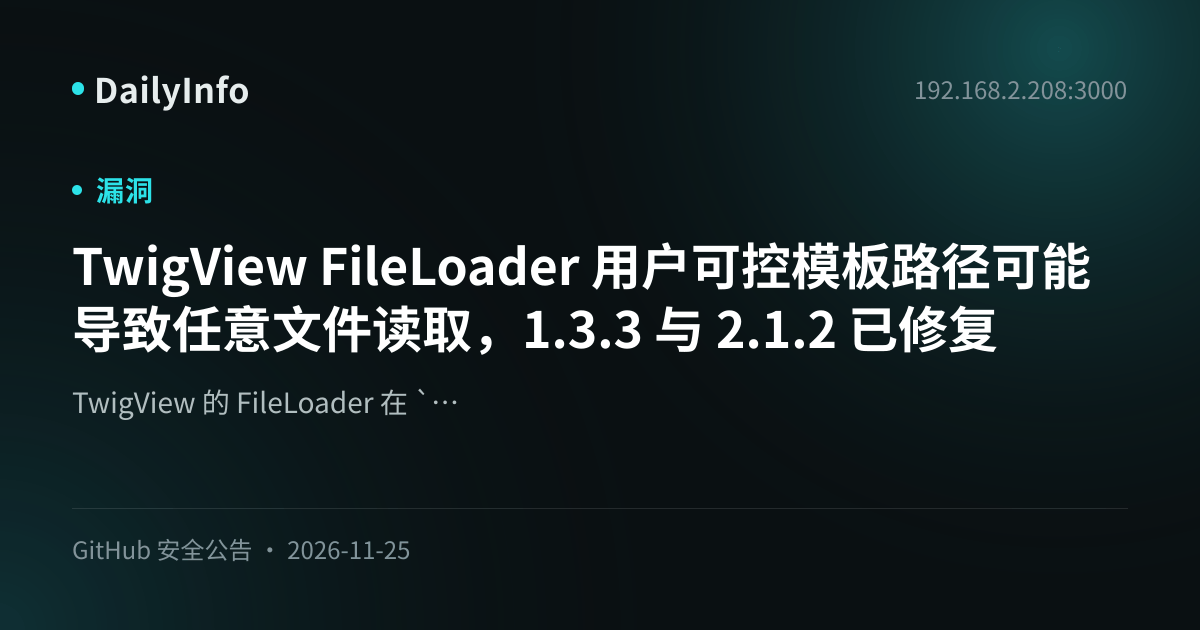 DailyInfo
192.168.2.208:3000
漏洞
TwigView FileLoader 用户可控模板路径可能
导致任意文件读取，1.3.3 与 2.1.2 已修复
TwigView 的 FileLoader 在 `…
GitHub 安全公告 · 2026-11-25